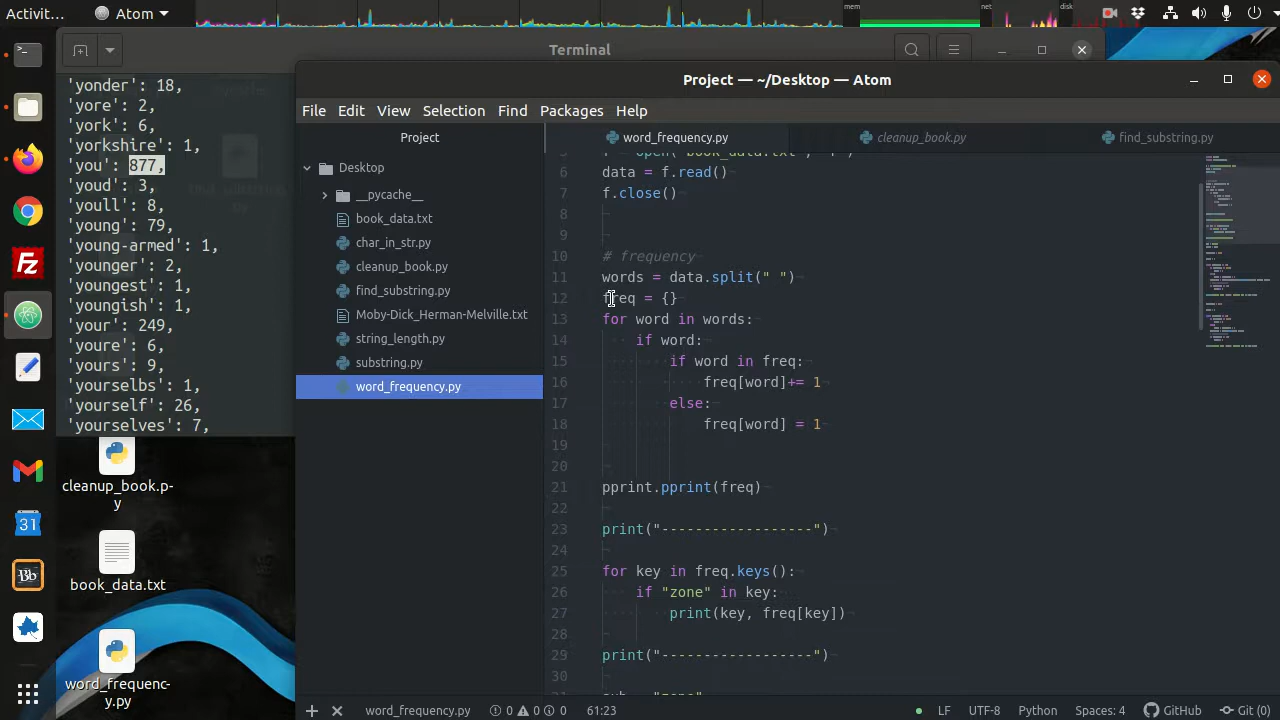 Activit...
Atom
mem
net
disk
Terminal
'yonder': 18,
'yore': 2,
'york': 6,
'yorkshire': 1,
'you': 877,
'youd': 3,
'youll': 8,
'young': 79,
'young-armed': 1,
'younger': 2,
'youngest': 1,
'youngish': 1,
'your': 249,
'youre': 6,
'yours': 9,
'yourselbs': 1,
'yourself': 26,
'yourselves': 7,
Project — ~/Desktop — Atom
File Edit View Selection Find Packages Help
Project
word_frequency.py
cleanup_book.py
find_substring.py
Desktop
__pycache__
book_data.txt
char_in_str.py
cleanup_book.py
find_substring.py
Moby-Dick_Herman-Melville.txt
string_length.py
substring.py
word_frequency.py
6 data = f.read()
7 f.close()
8
9
10 # frequency
11 words = data.split(" ")
12 freq = {}
13 for word in words:
14 if word:
15 if word in freq:
16 freq[word]+= 1
17 else:
18 freq[word] = 1
19
20
21 pprint.pprint(freq)
22
23 print("------------------")
24
25 for key in freq.keys():
26 if "zone" in key:
27 print(key, freq[key])
28
29 print("------------------")
30
cleanup_book.p-
y
book_data.txt
word_frequenc-
y.py
31
Bb
Fz
word_frequency.py
0 0 0
61:23
LF
UTF-8
Python
Spaces: 4
GitHub
Git (0)